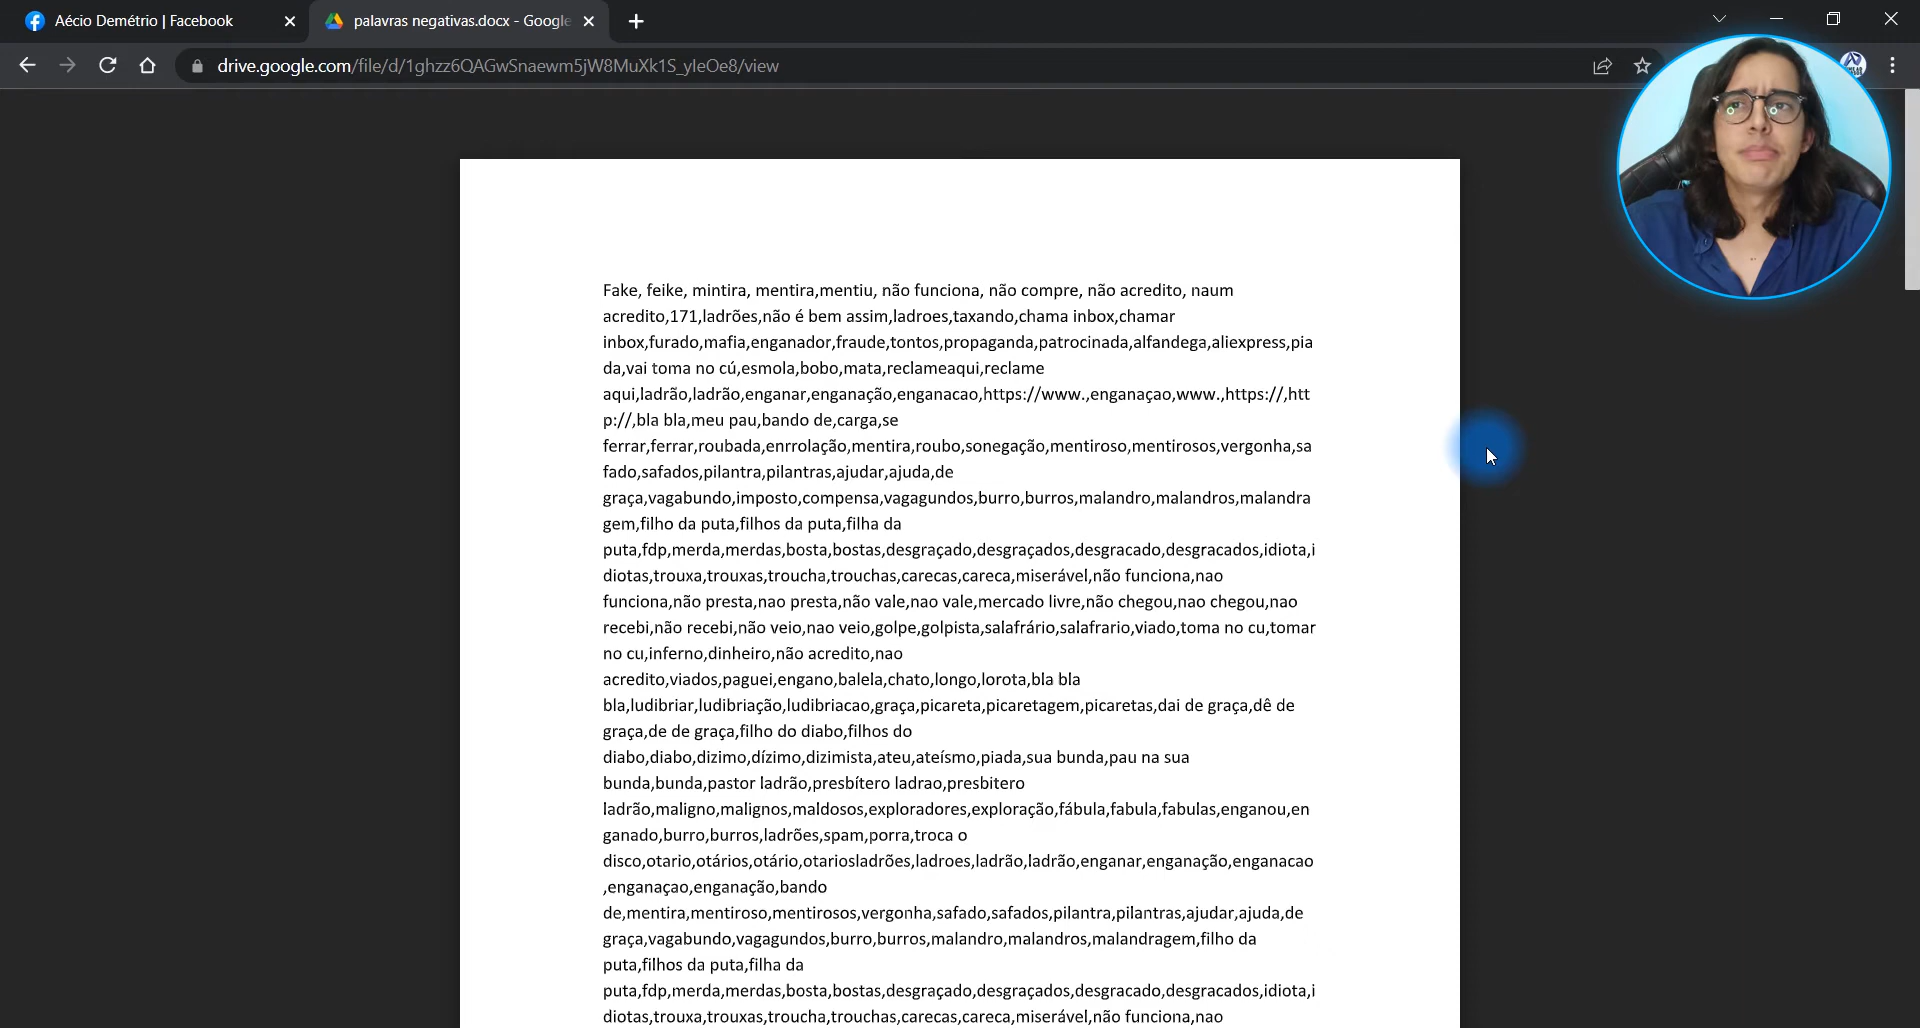 Aécio Demétrio | Facebook
palavras negativas.docx - Google
drive.google.com/file/d/1ghzz6QAGwSnaewm5jW8MuXk1S_yIeOe8/view
Fake, feike, mintira, mentira,mentiu, não funciona, não compre, não acredito, naum
acredito,171,ladrões,não é bem assim,ladroes,taxando,chama inbox,chamar
inbox,furado,mafia,enganador,fraude,tontos,propaganda,patrocinada,alfandega,aliexpress,pia
da,vai toma no cú,esmola,bobo,mata,reclameaqui,reclame
aqui,ladrão,ladrão,enganar,enganação,enganacao,https://www.,enganaçao,www.,https://,htt
p://,bla bla,meu pau,bando de,carga,se
ferrar,ferrar,roubada,enrrolação,mentira,roubo,sonegação,mentiroso,mentirosos,vergonha,sa
fado,safados,pilantra,pilantras,ajudar,ajuda,de
graça,vagabundo,imposto,compensa,vagagundos,burro,burros,malandro,malandros,malandra
gem,filho da puta,filhos da puta,filha da
puta,fdp,merda,merdas,bosta,bostas,desgraçado,desgraçados,desgracado,desgracados,idiota,i
diotas,trouxa,trouxas,troucha,trouchas,carecas,careca,miserável,não funciona,nao
funciona,não presta,nao presta,não vale,nao vale,mercado livre,não chegou,nao chegou,nao
recebi,não recebi,não veio,nao veio,golpe,golpista,salafrário,salafrario,viado,toma no cu,tomar
no cu,inferno,dinheiro,não acredito,nao
acredito,viados,paguei,engano,balela,chato,longo,lorota,bla bla
bla,ludibriar,ludibriação,ludibriacao,graça,picareta,picaretagem,picaretas,dai de graça,dê de
graça,de de graça,filho do diabo,filhos do
diabo,diabo,dizimo,dízimo,dizimista,ateu,ateísmo,piada,sua bunda,pau na sua
bunda,bunda,pastor ladrão,presbítero ladrao,presbitero
ladrão,maligno,malignos,maldosos,exploradores,exploração,fábula,fabula,fabulas,enganou,en
ganado,burro,burros,ladrões,spam,porra,troca o
disco,otario,otários,otário,otariosladrões,ladroes,ladrão,ladrão,enganar,enganação,enganacao
,enganaçao,enganação,bando
de,mentira,mentiroso,mentirosos,vergonha,safado,safados,pilantra,pilantras,ajudar,ajuda,de
graça,vagabundo,vagagundos,burro,burros,malandro,malandros,malandragem,filho da
puta,filhos da puta,filha da
puta,fdp,merda,merdas,bosta,bostas,desgraçado,desgraçados,desgracado,desgracados,idiota,i
diotas,trouxa,trouxas,troucha,trouchas,carecas,careca,miserável,não funciona,nao